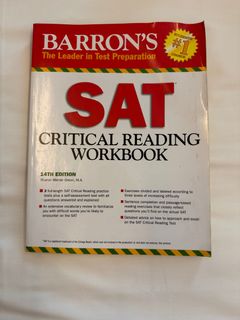 BARRON'S
The Leader in Test Preparation
#1
SAT
CRITICAL READING
WORKBOOK
14TH EDITION
Sharon Weiner Green, M.A.
2 full-length SAT Critical Reading practice
tests plus a self-assessment test with all
questions answered and explained
An extensive vocabulary review to familiarize
you with difficult words you're likely to
encounter on the SAT
Exercises divided and labeled according to
three levels of increasing difficulty
Sentence completion and passage-based
reading exercises that closely reflect
questions you'll find on the actual SAT
Detailed advice on how to approach and excel
on the SAT Critical Reading Test